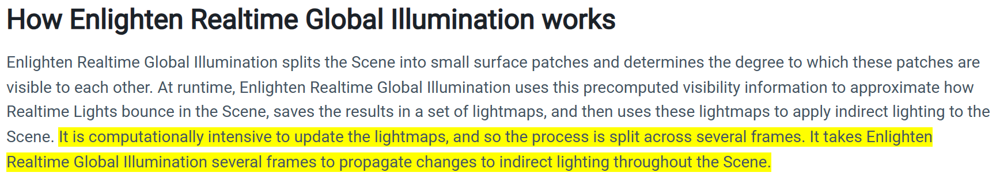 How Enlighten Realtime Global Illumination works
Enlighten Realtime Global Illumination splits the Scene into small surface patches and determines the degree to which these patches are
visible to each other. At runtime, Enlighten Realtime Global Illumination uses this precomputed visibility information to approximate how
Realtime Lights bounce in the Scene, saves the results in a set of lightmaps, and then uses these lightmaps to apply indirect lighting to the
Scene. It is computationally intensive to update the lightmaps, and so the process is split across several frames. It takes Enlighten
Realtime Global Illumination several frames to propagate changes to indirect lighting throughout the Scene.